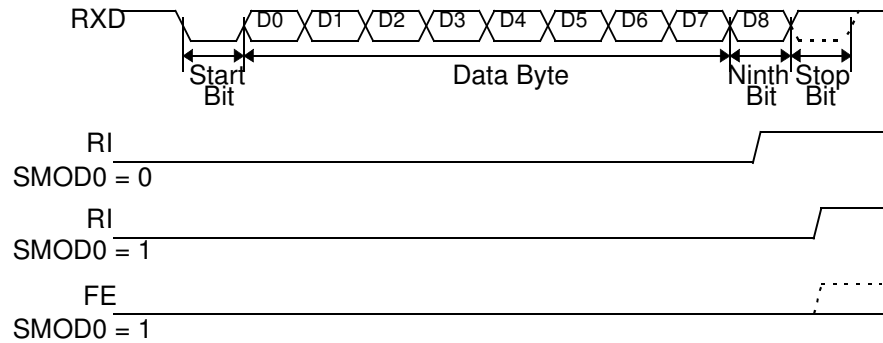 RXD D0 D1 D2 D3 D4 D5 D6 D7 D8
Start Data Byte Ninth Stop
Bit Bit Bit
RI
SMOD0 = 0
RI
SMOD0 = 1
FE
SMOD0 = 1